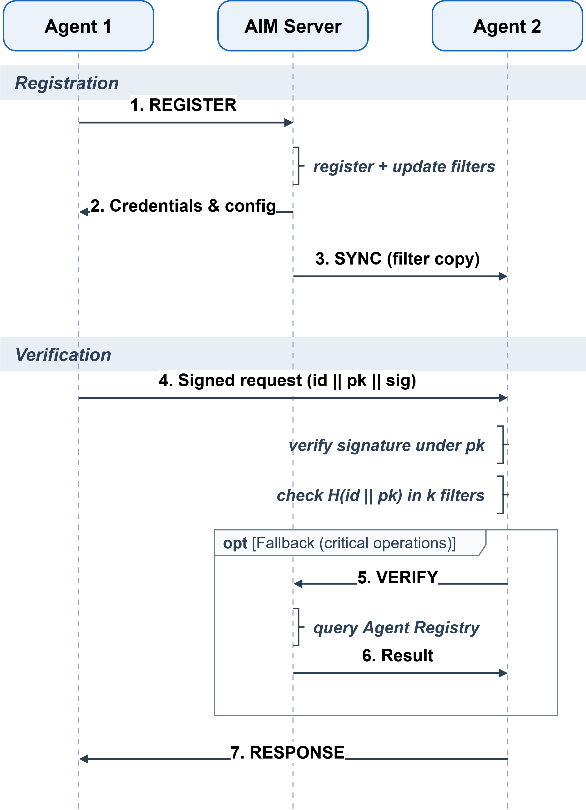 Agent 1
AIM Server
Agent 2
Registration
1. REGISTER
register + update filters
2. Credentials & config
3. SYNC (filter copy)
Verification
4. Signed request (id || pk || sig)
verify signature under pk
check H(id || pk) in k filters
opt [Fallback (critical operations)]
5. VERIFY
query Agent Registry
6. Result
7. RESPONSE